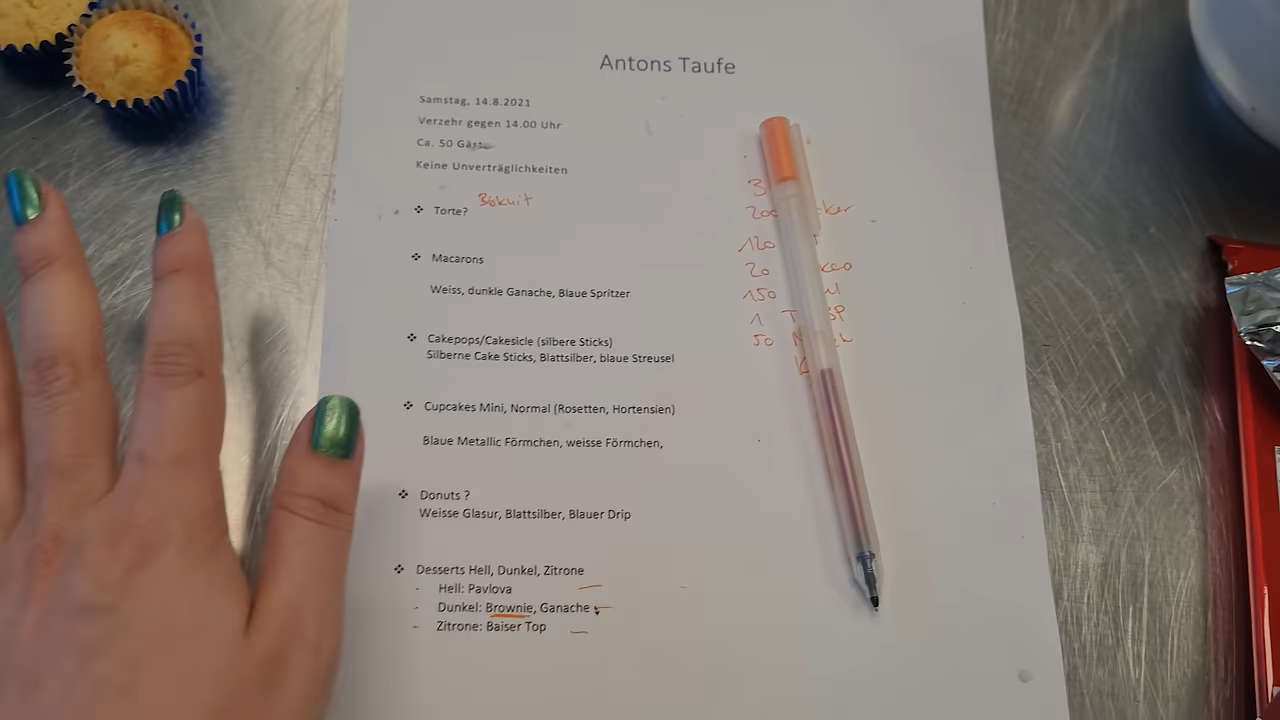 Antons Taufe
Samstag, 14.8.2021
Verzehr gegen 14.00 Uhr
Ca. 50 Gäste
Keine Unverträglichkeiten
❖ Torte? Biskuit
❖ Macarons
Weiss, dunkle Ganache, Blaue Spritzer
❖ Cakepops/Cakesicle (silbere Sticks)
Silberne Cake Sticks, Blattsilber, blaue Streusel
❖ Cupcakes Mini, Normal (Rosetten, Hortensien)
Blaue Metallic Förmchen, weisse Förmchen,
❖ Donuts ?
Weisse Glasur, Blattsilber, Blauer Drip
❖ Desserts Hell, Dunkel, Zitrone
- Hell: Pavlova
- Dunkel: Brownie, Ganache
- Zitrone: Baiser Top
3
200
120
20
150
1
50